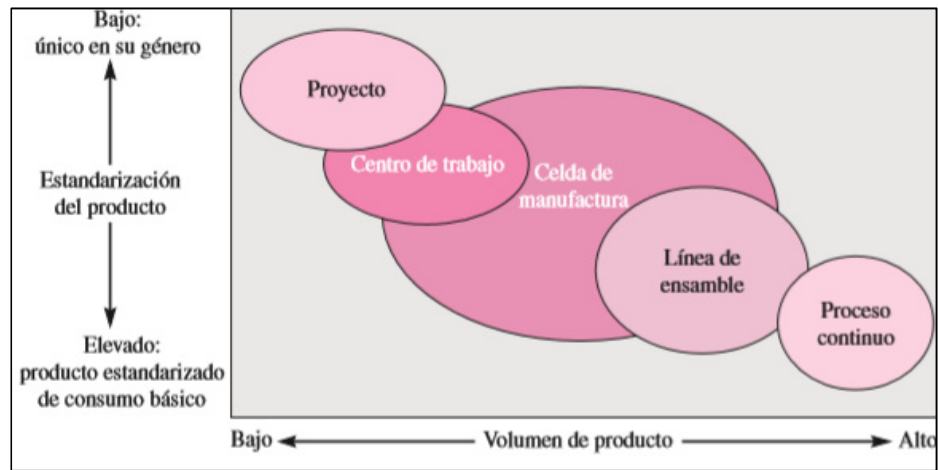 Bajo:
único en su género
Estandarización
del producto
Elevado:
producto estandarizado
de consumo básico
Proyecto
Centro de trabajo
Celda de
manufactura
Línea de
ensamble
Proceso
continuo
Bajo
Volumen de producto
Alto